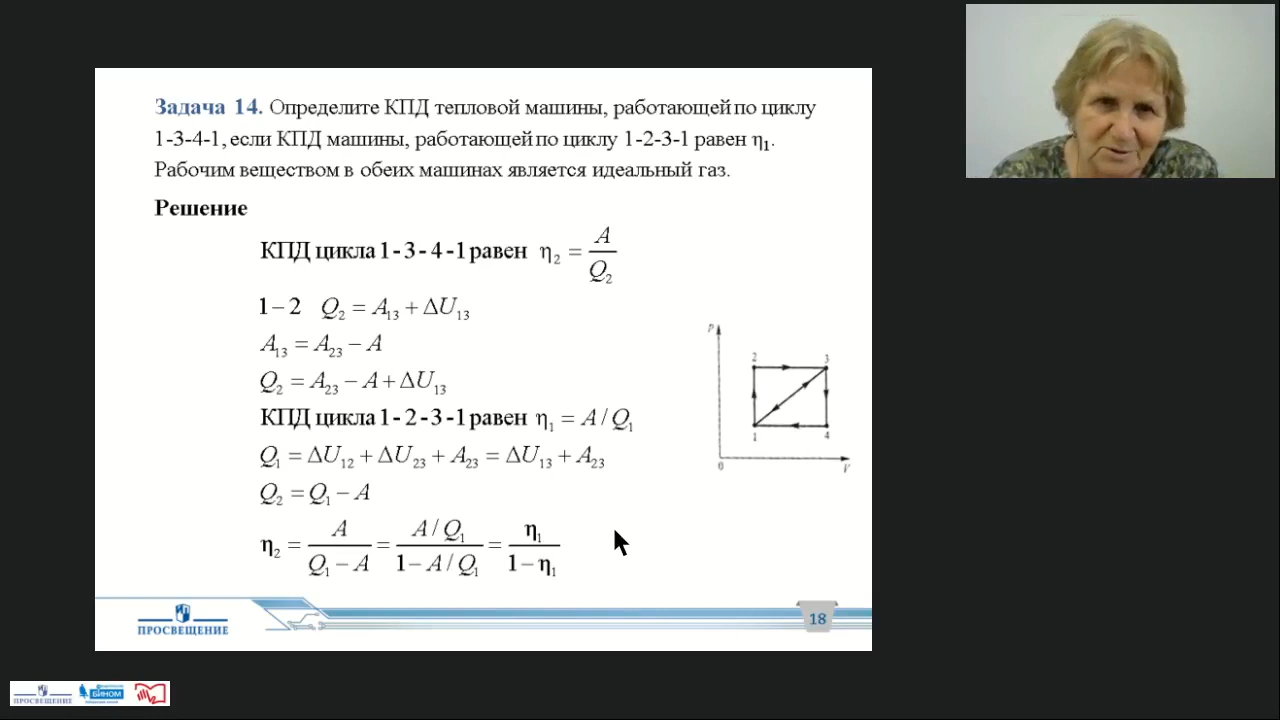 Задача 14. Определите КПД тепловой машины, работающей по циклу
1-3-4-1, если КПД машины, работающей по циклу 1-2-3-1 равен η₁.
Рабочим веществом в обеих машинах является идеальный газ.
Решение
КПД цикла 1 - 3 - 4 -1 равен η₂ = A / Q₂
1 – 2 Q₂ = A₁₃ + ΔU₁₃
A₁₃ = A₂₃ – A
Q₂ = A₂₃ – A + ΔU₁₃
КПД цикла 1 - 2 - 3 -1 равен η₁ = A / Q₁
Q₁ = ΔU₁₂ + ΔU₂₃ + A₂₃ = ΔU₁₃ + A₂₃
Q₂ = Q₁ – A
η₂ = A / (Q₁ – A) = (A / Q₁) / (1 – A / Q₁) = η₁ / (1 – η₁)
p
2 3
1 4
0 V
ПРОСВЕЩЕНИЕ
18
ПРОСВЕЩЕНИЕ
БИНОМ